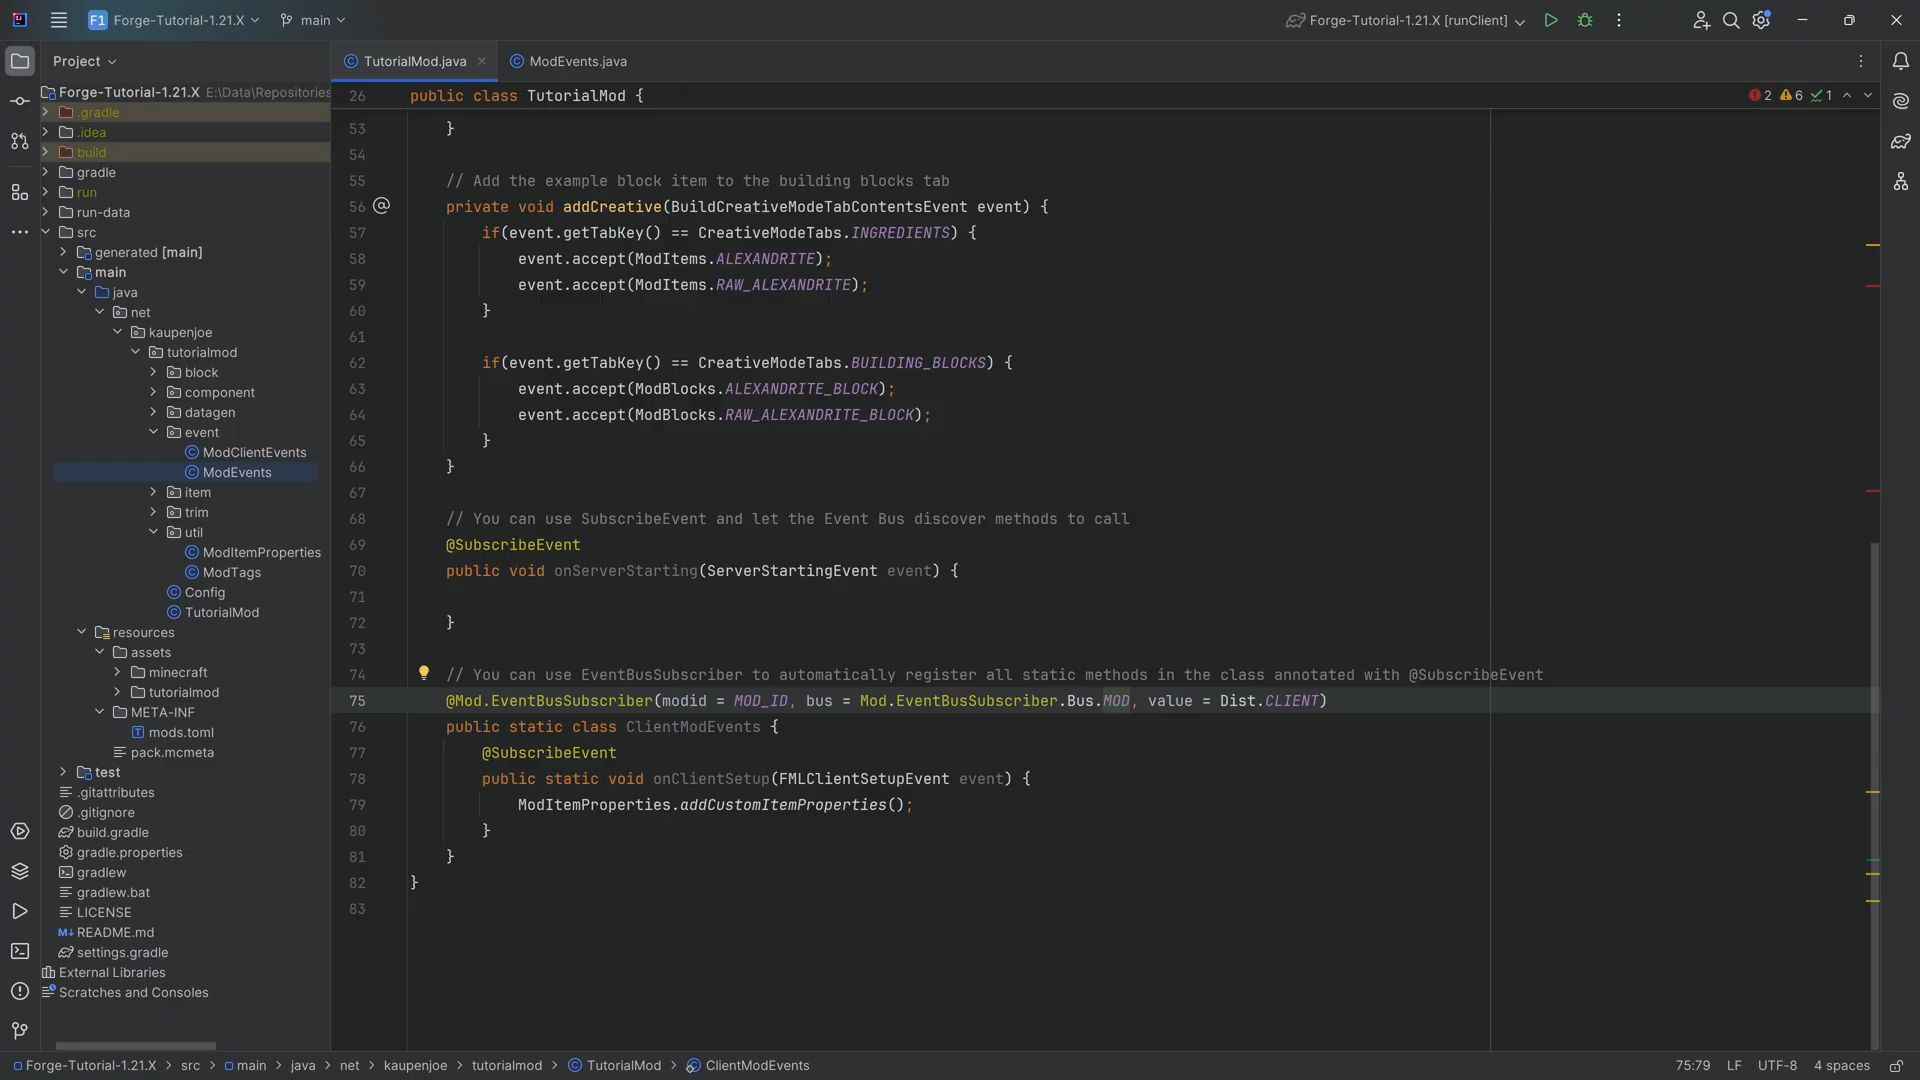 F1 Forge-Tutorial-1.21.X main Forge-Tutorial-1.21.X [runClient]
Project
TutorialMod.java ModEvents.java
Forge-Tutorial-1.21.X E:\Data\Repositories
.gradle
.idea
build
gradle
run
run-data
src
generated [main]
main
java
net
kaupenjoe
tutorialmod
block
component
datagen
event
ModClientEvents
ModEvents
item
trim
util
ModItemProperties
ModTags
Config
TutorialMod
resources
assets
minecraft
tutorialmod
META-INF
mods.toml
pack.mcmeta
test
.gitattributes
.gitignore
build.gradle
gradle.properties
gradlew
gradlew.bat
LICENSE
README.md
settings.gradle
External Libraries
Scratches and Consoles
26 public class TutorialMod { 2 6 1
53 }
54
55 // Add the example block item to the building blocks tab
56 @ private void addCreative(BuildCreativeModeTabContentsEvent event) {
57 if(event.getTabKey() == CreativeModeTabs.INGREDIENTS) {
58 event.accept(ModItems.ALEXANDRITE);
59 event.accept(ModItems.RAW_ALEXANDRITE);
60 }
61
62 if(event.getTabKey() == CreativeModeTabs.BUILDING_BLOCKS) {
63 event.accept(ModBlocks.ALEXANDRITE_BLOCK);
64 event.accept(ModBlocks.RAW_ALEXANDRITE_BLOCK);
65 }
66 }
67
68 // You can use SubscribeEvent and let the Event Bus discover methods to call
69 @SubscribeEvent
70 public void onServerStarting(ServerStartingEvent event) {
71
72 }
73
74 // You can use EventBusSubscriber to automatically register all static methods in the class annotated with @SubscribeEvent
75 @Mod.EventBusSubscriber(modid = MOD_ID, bus = Mod.EventBusSubscriber.Bus.MOD, value = Dist.CLIENT)
76 public static class ClientModEvents {
77 @SubscribeEvent
78 public static void onClientSetup(FMLClientSetupEvent event) {
79 ModItemProperties.addCustomItemProperties();
80 }
81 }
82 }
83
Forge-Tutorial-1.21.X > src > main > java > net > kaupenjoe > tutorialmod > TutorialMod > ClientModEvents 75:79 LF UTF-8 4 spaces